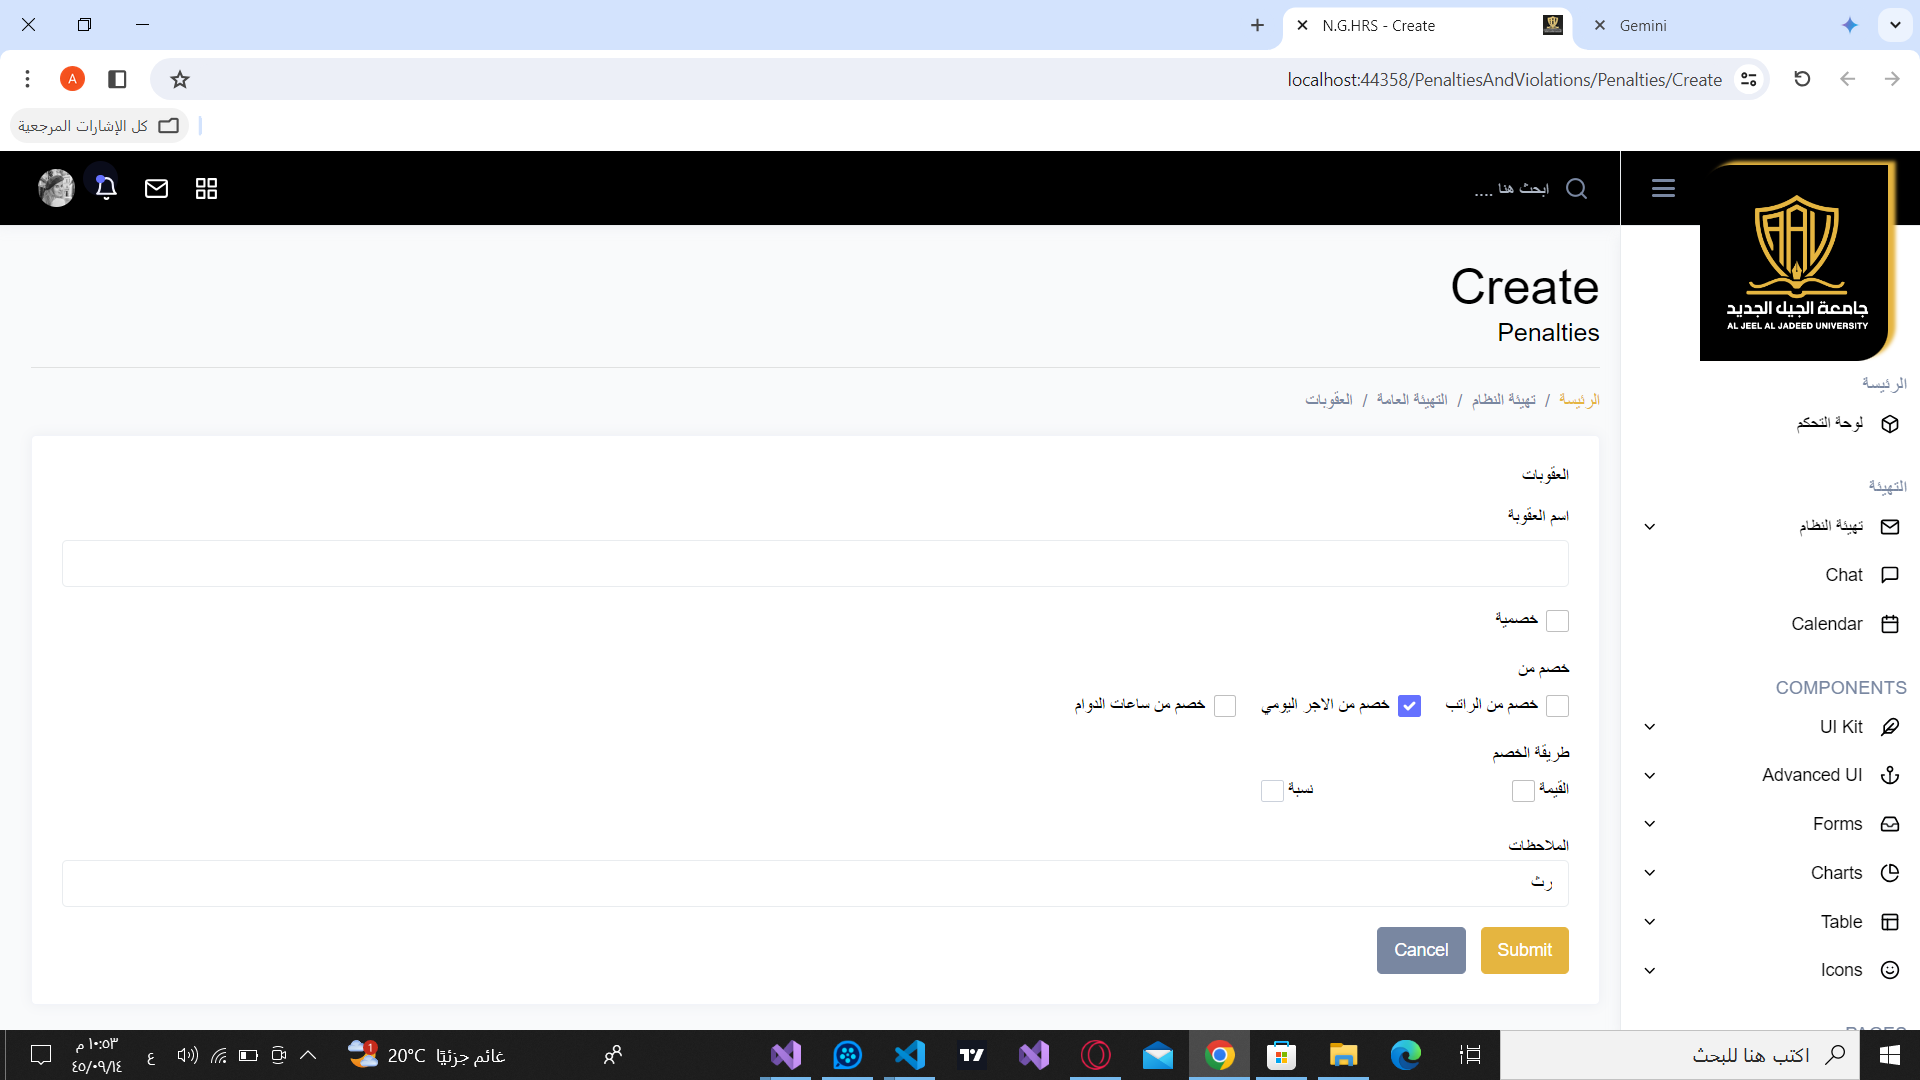 N.G.HRS - Create
Gemini
localhost:44358/PenaltiesAndViolations/Penalties/Create
A
كل الإشارات المرجعية
ابحث هنا ....
جامعة الجيل الجديد
AL JEEL AL JADEED UNIVERSITY
Create
Penalties
الرئيسة / تهيئة النظام / التهيئة العامة / العقوبات
العقوبات
اسم العقوبة
خصمية
خصم من
خصم من الراتب
خصم من الاجر اليومي
خصم من ساعات الدوام
طريقة الخصم
القيمة
نسبة
الملاحظات
رث
Submit
Cancel
الرئيسة
لوحة التحكم
التهيئة
تهيئة النظام
Chat
Calendar
COMPONENTS
UI Kit
Advanced UI
Forms
Charts
Table
Icons
PAGES
اكتب هنا للبحث
غائم جزئيًا
20°C
1
ع
١٠:٥٣ م
٤٥/٠٩/١٤